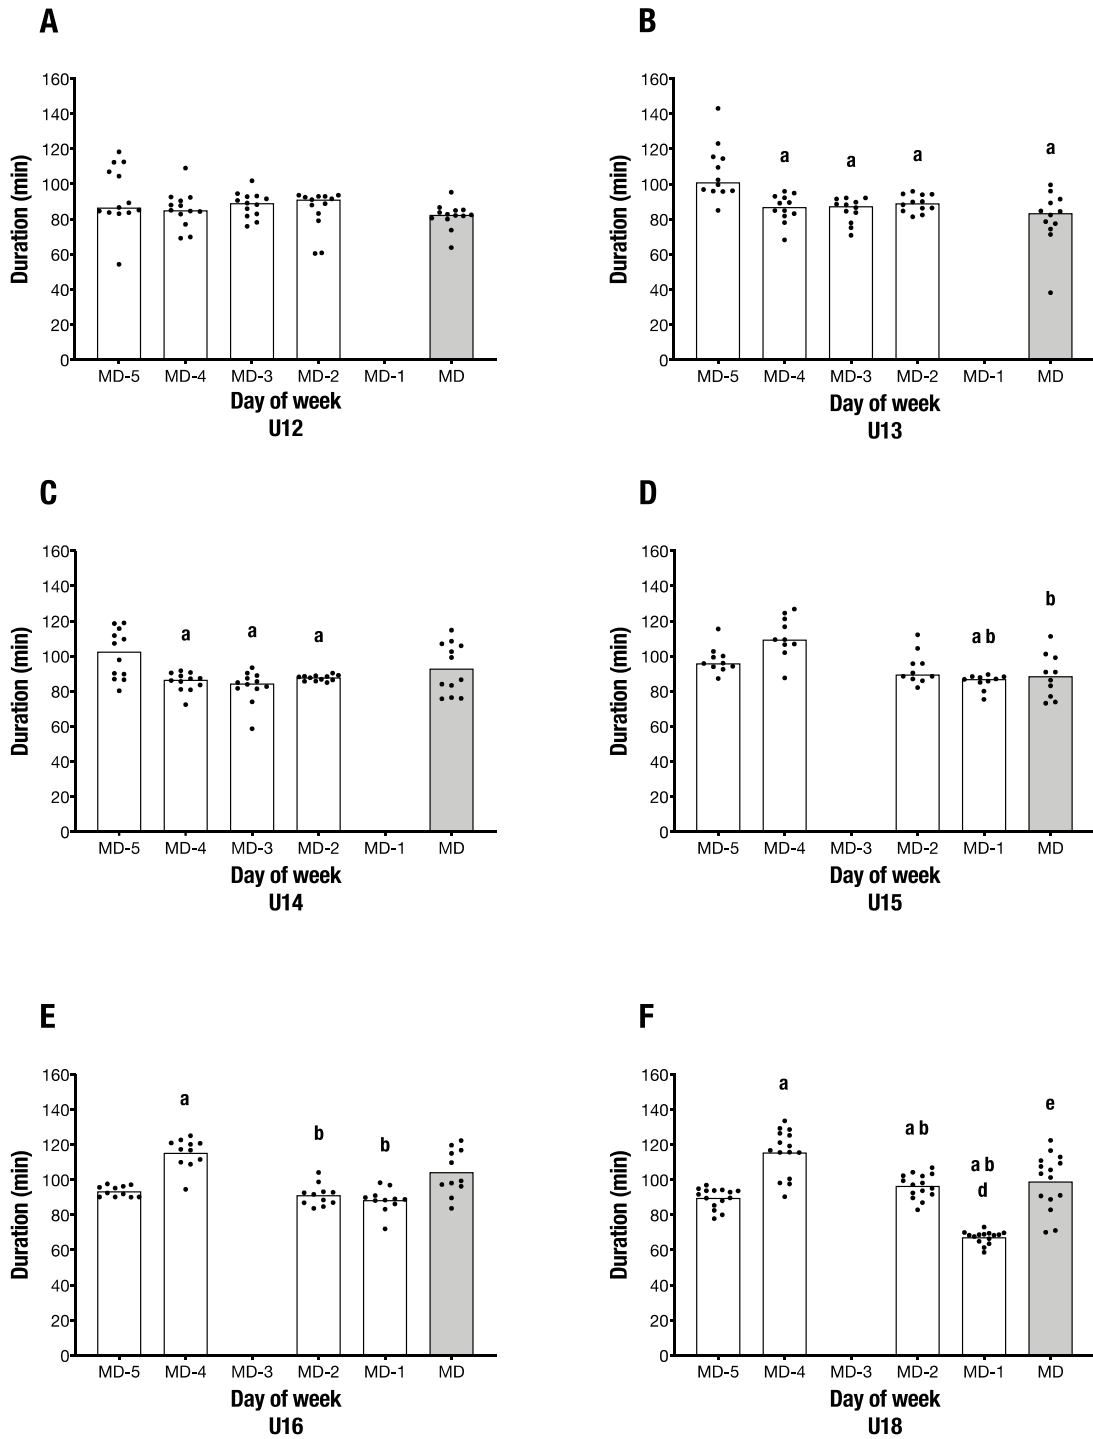 A
Duration (min)
160
140
120
100
80
60
40
20
0
MD-5 MD-4 MD-3 MD-2 MD-1 MD
Day of week
U12
B
Duration (min)
160
140
120
100
80
60
40
20
0
a a a a
MD-5 MD-4 MD-3 MD-2 MD-1 MD
Day of week
U13
C
Duration (min)
160
140
120
100
80
60
40
20
0
a a a
MD-5 MD-4 MD-3 MD-2 MD-1 MD
Day of week
U14
D
Duration (min)
160
140
120
100
80
60
40
20
0
b
a b
MD-5 MD-4 MD-3 MD-2 MD-1 MD
Day of week
U15
E
Duration (min)
160
140
120
100
80
60
40
20
0
a
b b
MD-5 MD-4 MD-3 MD-2 MD-1 MD
Day of week
U16
F
Duration (min)
160
140
120
100
80
60
40
20
0
a
e
a b
a b
d
MD-5 MD-4 MD-3 MD-2 MD-1 MD
Day of week
U18